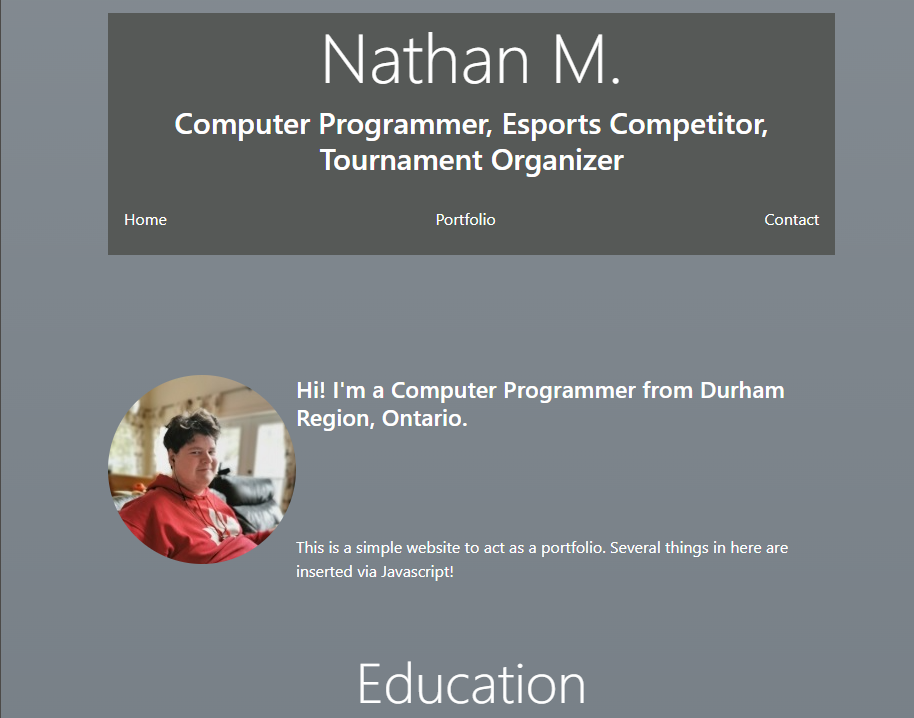 Nathan M.
Computer Programmer, Esports Competitor,
Tournament Organizer
Home
Portfolio
Contact
Hi! I'm a Computer Programmer from Durham
Region, Ontario.
This is a simple website to act as a portfolio. Several things in here are
inserted via Javascript!
Education